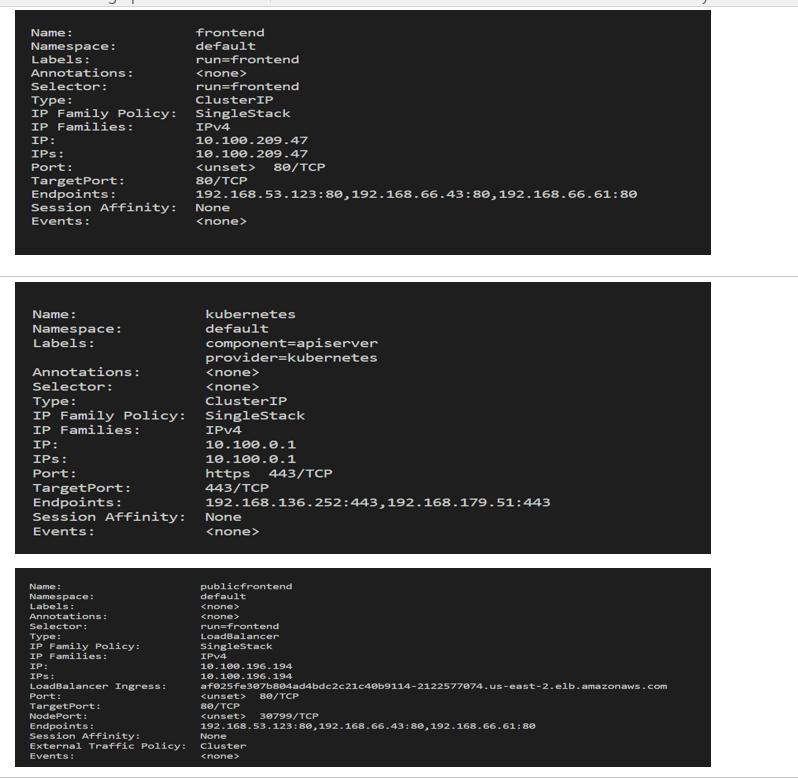 Name: frontend
Namespace: default
Labels: run=frontend
Annotations: <none>
Selector: run=frontend
Type: ClusterIP
IP Family Policy: SingleStack
IP Families: IPv4
IP: 10.100.209.47
IPs: 10.100.209.47
Port: <unset> 80/TCP
TargetPort: 80/TCP
Endpoints: 192.168.53.123:80,192.168.66.43:80,192.168.66.61:80
Session Affinity: None
Events: <none>
Name: kubernetes
Namespace: default
Labels: component=apiserver
provider=kubernetes
Annotations: <none>
Selector: <none>
Type: ClusterIP
IP Family Policy: SingleStack
IP Families: IPv4
IP: 10.100.0.1
IPs: 10.100.0.1
Port: https 443/TCP
TargetPort: 443/TCP
Endpoints: 192.168.136.252:443,192.168.179.51:443
Session Affinity: None
Events: <none>
Name: publicfrontend
Namespace: default
Labels: <none>
Annotations: <none>
Selector: run=frontend
Type: LoadBalancer
IP Family Policy: SingleStack
IP Families: IPv4
IP: 10.100.196.194
IPs: 10.100.196.194
LoadBalancer Ingress: af025fe307b804ad4bdc2c21c40b9114-2122577074.us-east-2.elb.amazonaws.com
Port: <unset> 80/TCP
TargetPort: 80/TCP
NodePort: <unset> 30799/TCP
Endpoints: 192.168.53.123:80,192.168.66.43:80,192.168.66.61:80
Session Affinity: None
External Traffic Policy: Cluster
Events: <none>